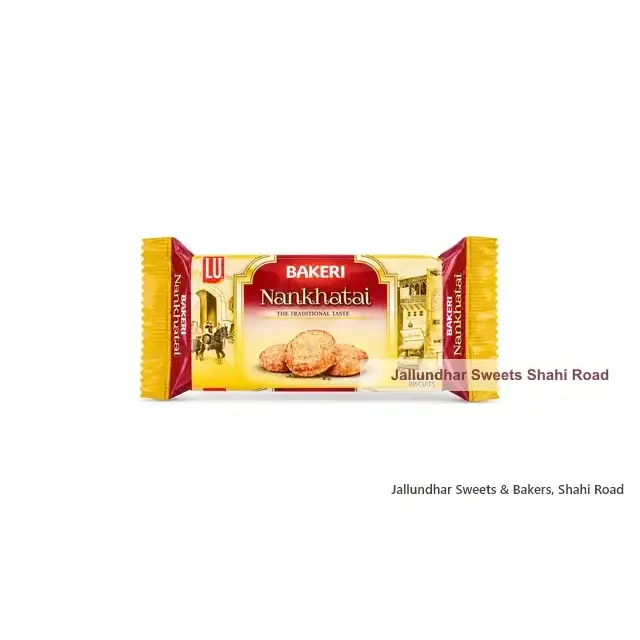 LU
BAKERI
Nankhatai
THE TRADITIONAL TASTE
BAKERI
Nankhatai
BAKERI
Nankhatai
Jallundhar Sweets Shahi Road
BISCUITS
Jallundhar Sweets & Bakers, Shahi Road